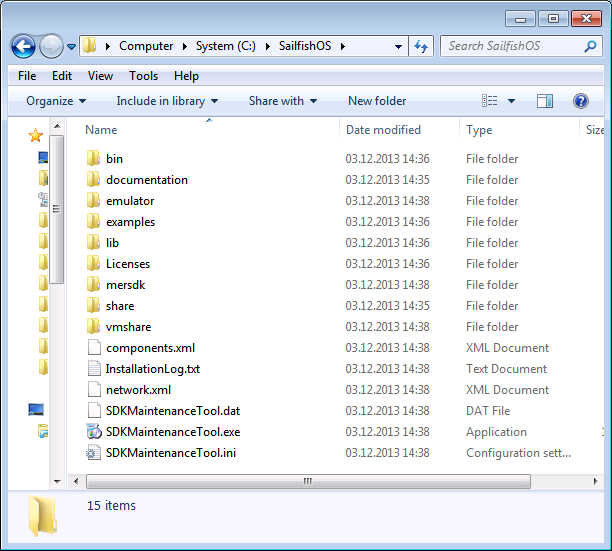 Computer System (C:) SailfishOS Search SailfishOS
File Edit View Tools Help
Organize Include in library Share with New folder
Name Date modified Type Size
bin 03.12.2013 14:36 File folder
documentation 03.12.2013 14:35 File folder
emulator 03.12.2013 14:38 File folder
examples 03.12.2013 14:36 File folder
lib 03.12.2013 14:36 File folder
Licenses 03.12.2013 14:36 File folder
mersdk 03.12.2013 14:38 File folder
share 03.12.2013 14:35 File folder
vmshare 03.12.2013 14:38 File folder
components.xml 03.12.2013 14:38 XML Document
InstallationLog.txt 03.12.2013 14:38 Text Document
network.xml 03.12.2013 14:38 XML Document
SDKMaintenanceTool.dat 03.12.2013 14:38 DAT File
SDKMaintenanceTool.exe 03.12.2013 14:38 Application 1
SDKMaintenanceTool.ini 03.12.2013 14:38 Configuration sett...
15 items